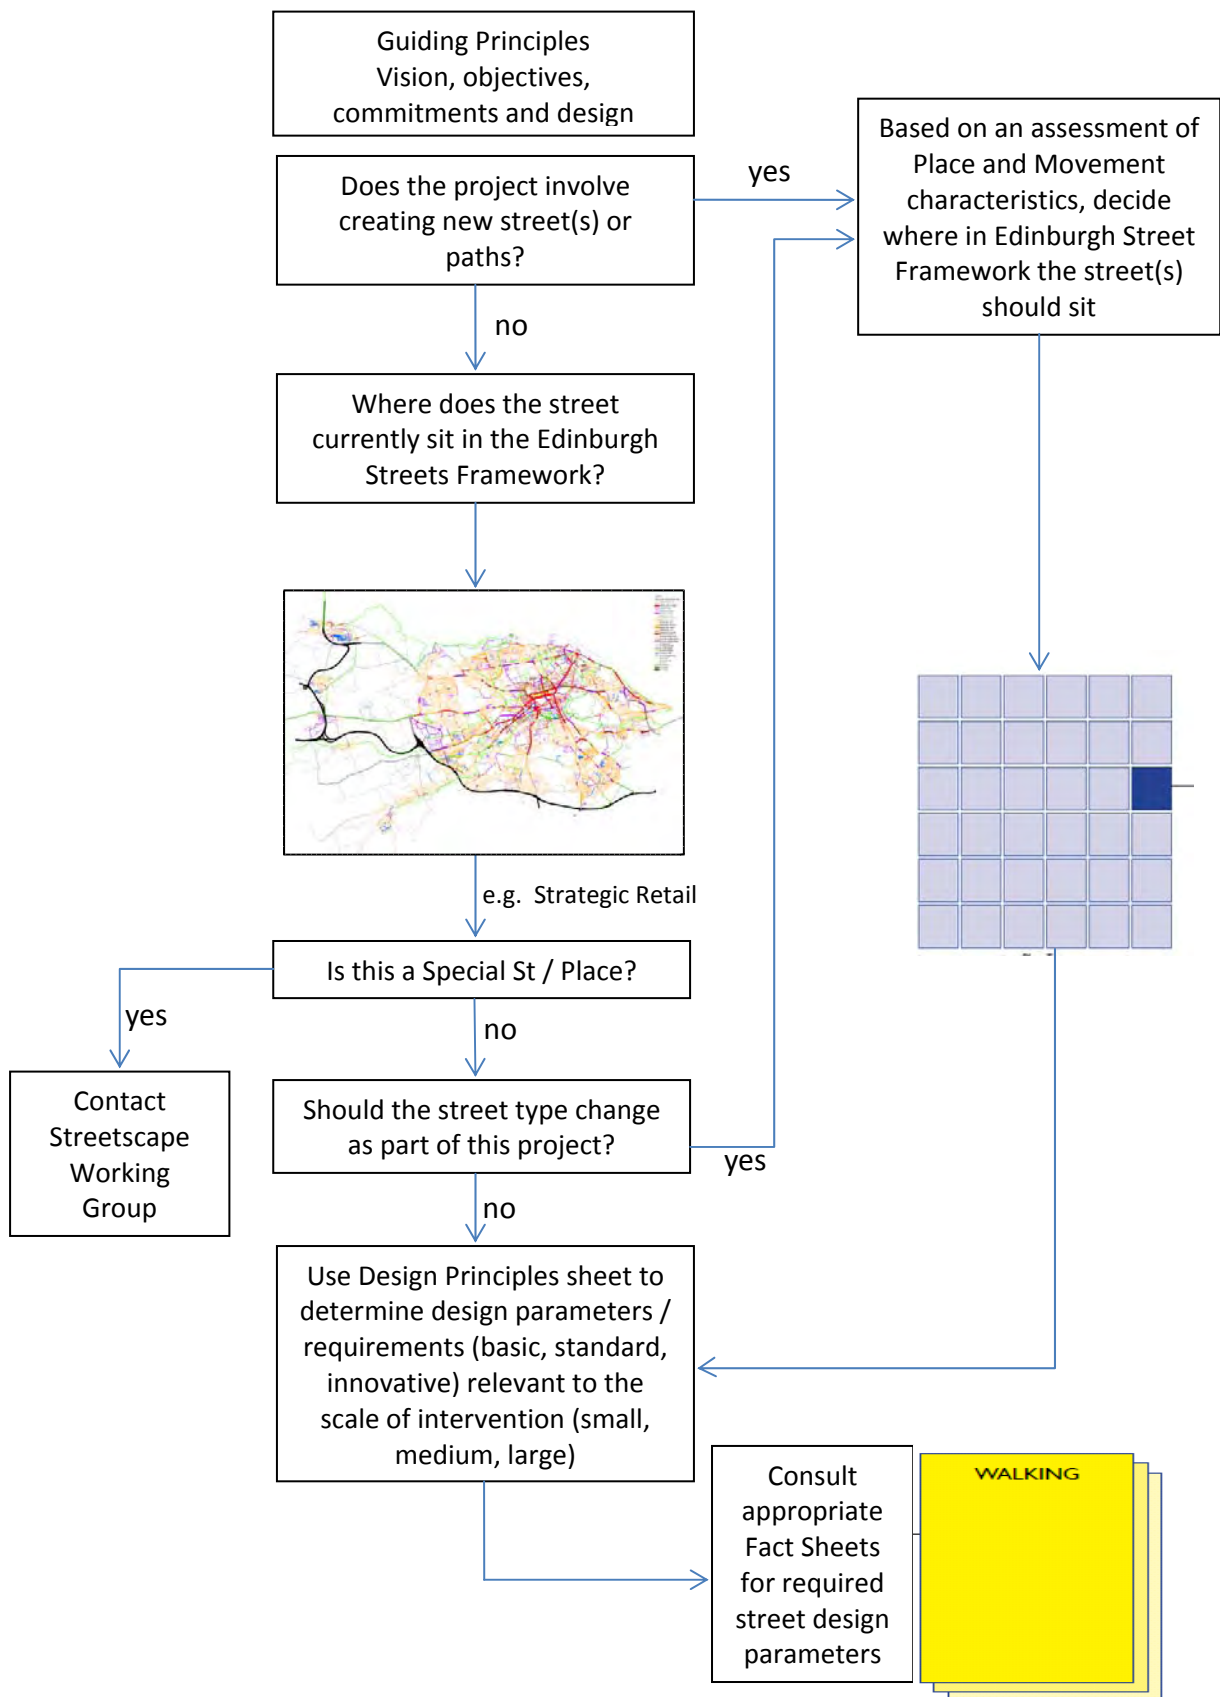 Guiding Principles
Vision, objectives,
commitments and design
Does the project involve
creating new street(s) or
paths?
yes
Based on an assessment of
Place and Movement
characteristics, decide
where in Edinburgh Street
Framework the street(s)
should sit
no
Where does the street
currently sit in the Edinburgh
Streets Framework?
e.g. Strategic Retail
Is this a Special St / Place?
yes
no
Contact
Streetscape
Working
Group
Should the street type change
as part of this project?
yes
no
Use Design Principles sheet to
determine design parameters /
requirements (basic, standard,
innovative) relevant to the
scale of intervention (small,
medium, large)
Consult
appropriate
Fact Sheets
for required
street design
parameters
WALKING